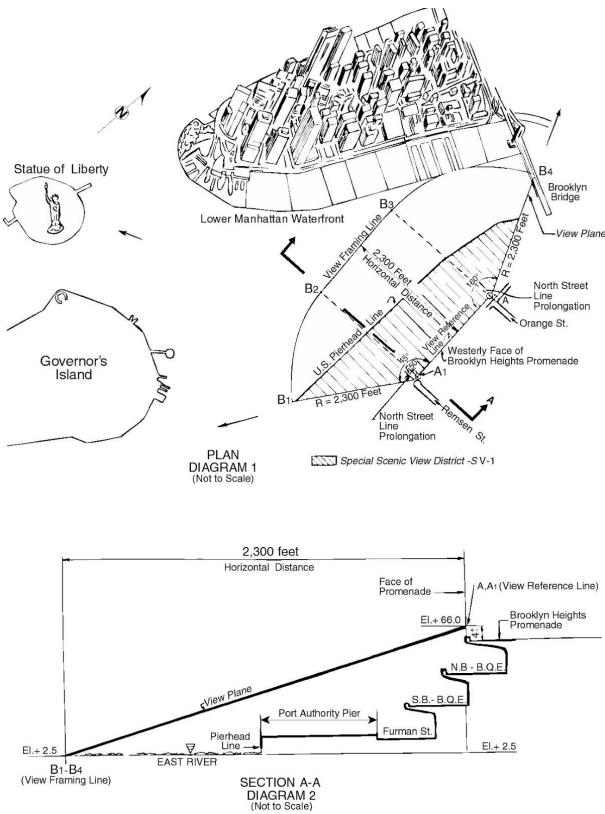 N
Statue of Liberty
Lower Manhattan Waterfront
B4
Brooklyn
Bridge
View Plane
B3
View Framing Line
2,300 Feet
Horizontal Distance
R = 2,300 Feet
160°
A
North Street
Line
Prolongation
Orange St.
B2
U.S. Pierhead Line
View Reference
Line
45°
Westerly Face of
Brooklyn Heights Promenade
A1
Governor's
Island
B1
R = 2,300 Feet
North Street
Line
Prolongation
Remsen St.
A
PLAN
DIAGRAM 1
(Not to Scale)
Special Scenic View District -S V-1
2,300 feet
Horizontal Distance
Face of
Promenade
A,A1 (View Reference Line)
El.+ 66.0
4'
Brooklyn Heights
Promenade
N.B - B.Q.E.
View Plane
S.B.- B.Q.E.
Port Authority Pier
Pierhead
Line
Furman St.
El.+ 2.5
El.+ 2.5
B1-B4
(View Framing Line)
EAST RIVER
SECTION A-A
DIAGRAM 2
(Not to Scale)